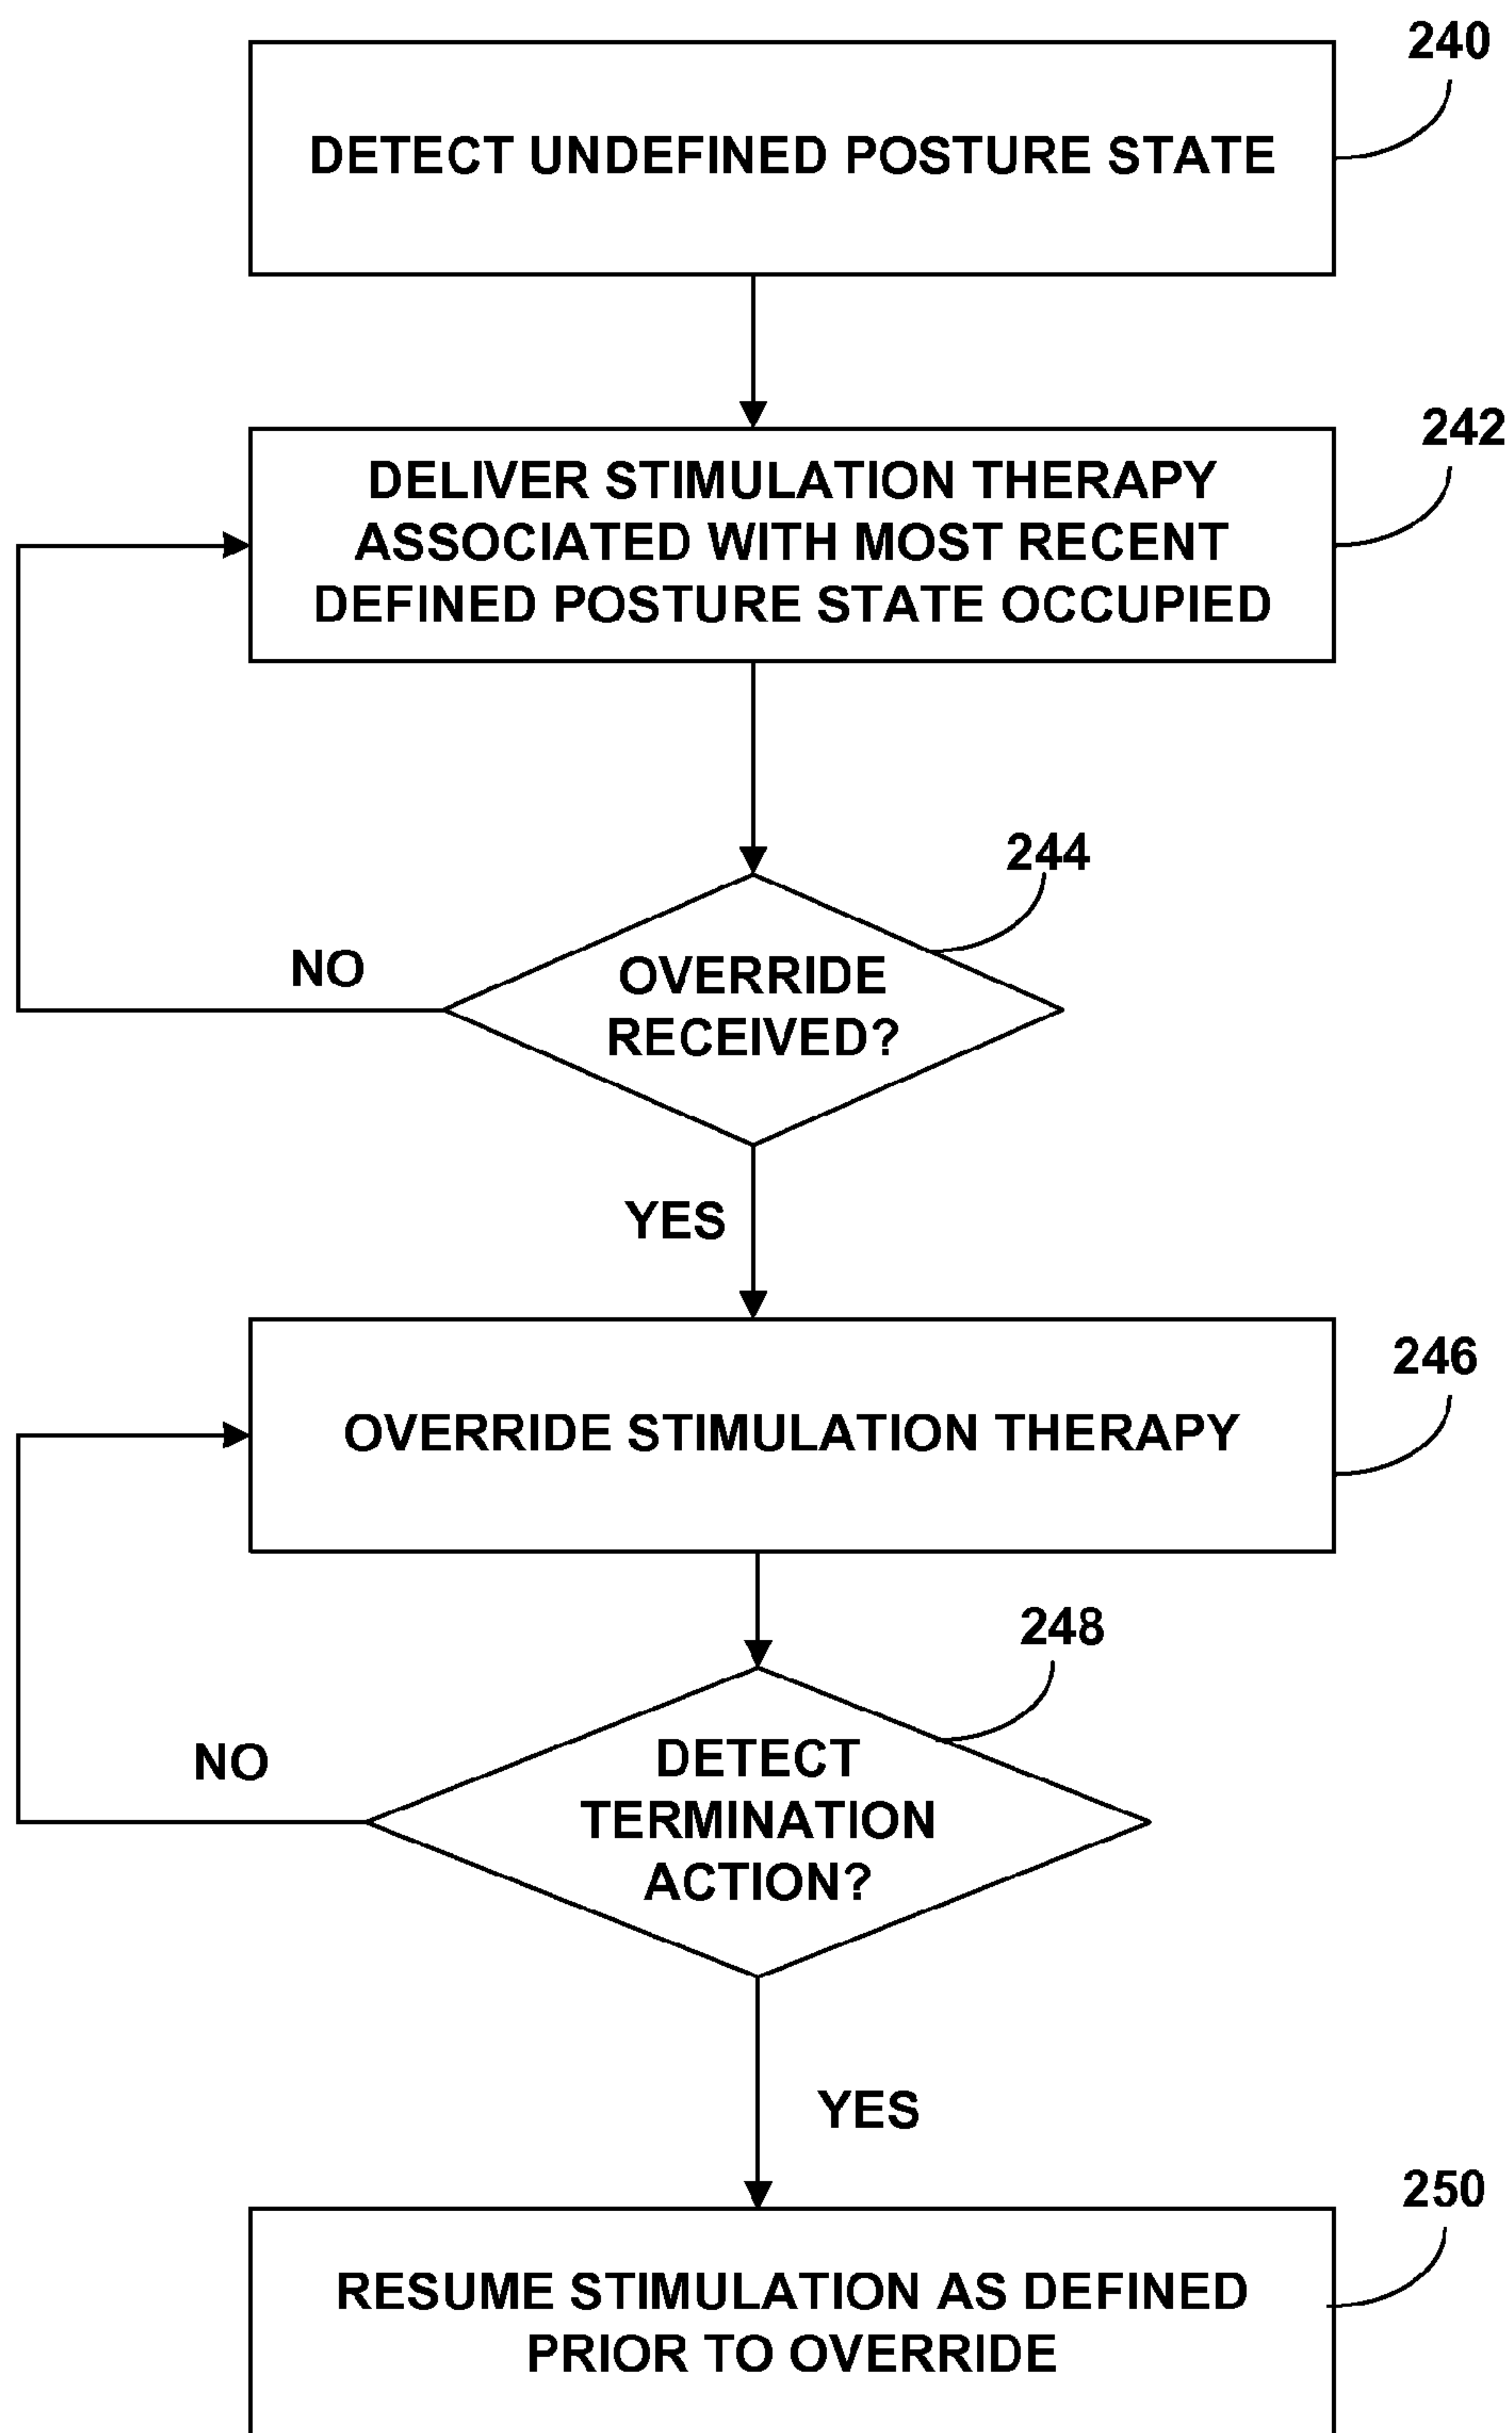 240
DETECT UNDEFINED POSTURE STATE
242
DELIVER STIMULATION THERAPY
ASSOCIATED WITH MOST RECENT
DEFINED POSTURE STATE OCCUPIED
244
OVERRIDE
RECEIVED?
NO
YES
246
OVERRIDE STIMULATION THERAPY
248
DETECT
TERMINATION
ACTION?
NO
YES
250
RESUME STIMULATION AS DEFINED
PRIOR TO OVERRIDE